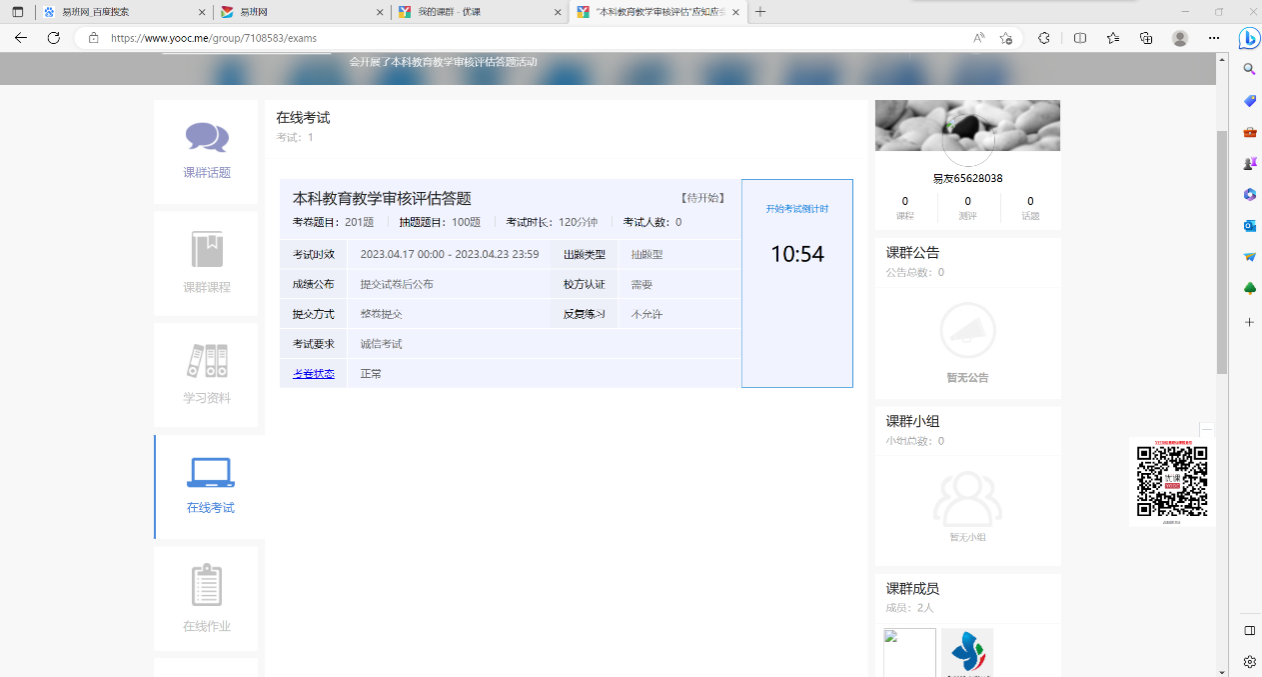 易班网_百度搜索
易班网
我的课群 - 优课
"本科教育教学审核评估"应知应会
https://www.yooc.me/group/7108583/exams
会开展了本科教育教学审核评估答题活动
课群话题
课群课程
学习资料
在线考试
在线作业
在线考试
考试：1
本科教育教学审核评估答题
【待开始】
考卷题目：201题
抽题题目：100题
考试时长：120分钟
考试人数：0
考试时效
2023.04.17 00:00 - 2023.04.23 23:59
出题类型
抽题型
成绩公布
提交试卷后公布
校方认证
需要
提交方式
整卷提交
反复练习
不允许
考试要求
诚信考试
考卷状态
正常
开始考试倒计时
10:54
易友65628038
0
0
0
课程
测评
话题
课群公告
公告总数：0
暂无公告
课群小组
小组总数：0
暂无小组
课群成员
成员：2人
优课
YOOC